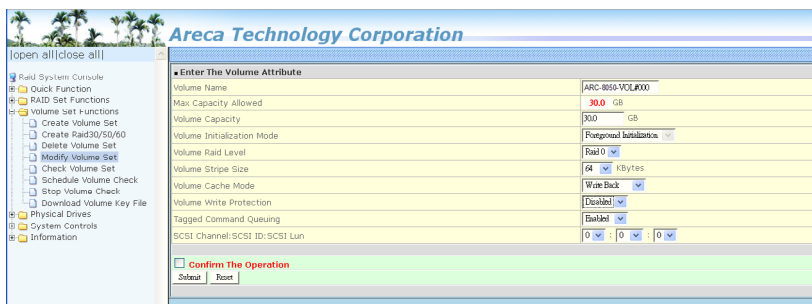 Areca Technology Corporation
|open all|close all|
Raid System Console
Quick Function
RAID Set Functions
Volume Set Functions
Create Volume Set
Create Raid30/50/60
Delete Volume Set
Modify Volume Set
Check Volume Set
Schedule Volume Check
Stop Volume Check
Download Volume Key File
Physical Drives
System Controls
Information
Enter The Volume Attribute
Volume Name ARC-8050-VOL#000
Max Capacity Allowed 30.0 GB
Volume Capacity 30.0 GB
Volume Initialization Mode Foreground Initialization
Volume Raid Level Raid 0
Volume Stripe Size 64 KBytes
Volume Cache Mode Write Back
Volume Write Protection Disabled
Tagged Command Queuing Enabled
SCSI Channel:SCSI ID:SCSI Lun 0 : 0 : 0
Confirm The Operation
Submit Reset